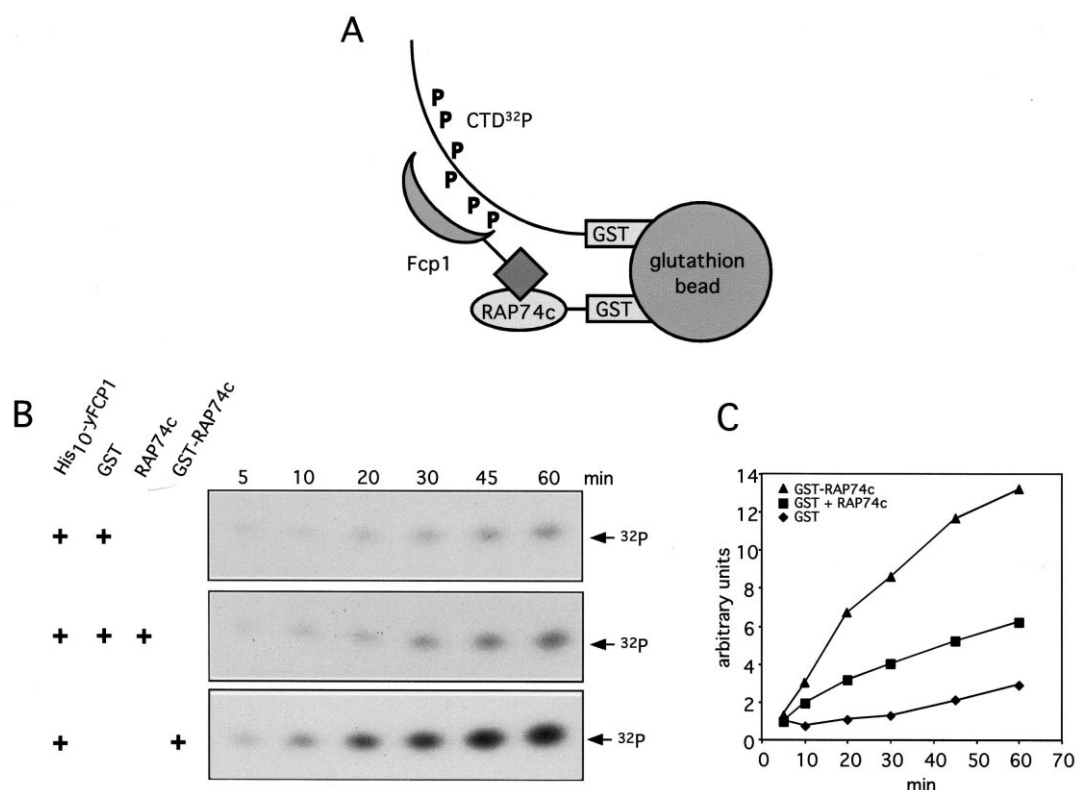 A
P
P
CTD32P
P
P
P
P
GST
Fcp1
glutathion
bead
RAP74c
GST
B
His10-yFCP1
GST
RAP74c
GST-RAP74c
5 10 20 30 45 60 min
+ + 32P
+ + + 32P
+ + 32P
C
14
12
10
8
6
4
2
0
arbitrary units
GST-RAP74c
GST + RAP74c
GST
0 10 20 30 40 50 60 70
min